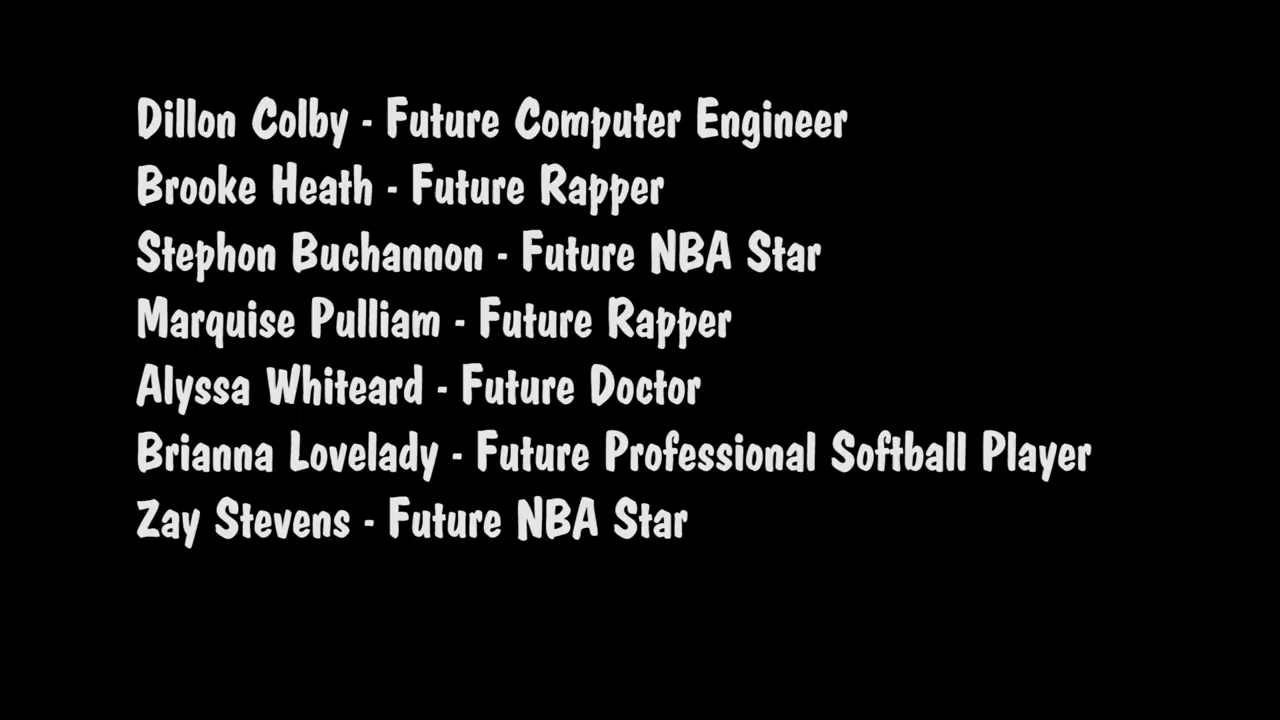 Dillon Colby - Future Computer Engineer
Brooke Heath - Future Rapper
Stephon Buchannon - Future NBA Star
Marquise Pulliam - Future Rapper
Alyssa Whiteard - Future Doctor
Brianna Lovelady - Future Professional Softball Player
Zay Stevens - Future NBA Star